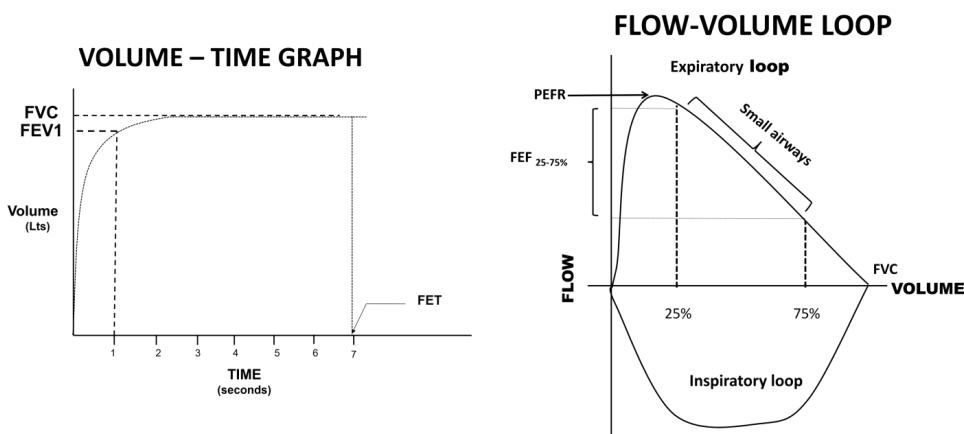 VOLUME – TIME GRAPH
FVC
FEV1
Volume
(Lts)
FET
1 2 3 4 5 6 7
TIME
(seconds)
FLOW-VOLUME LOOP
Expiratory loop
PEFR
Small airways
FEF 25-75%
FLOW
FVC
VOLUME
25% 75%
Inspiratory loop